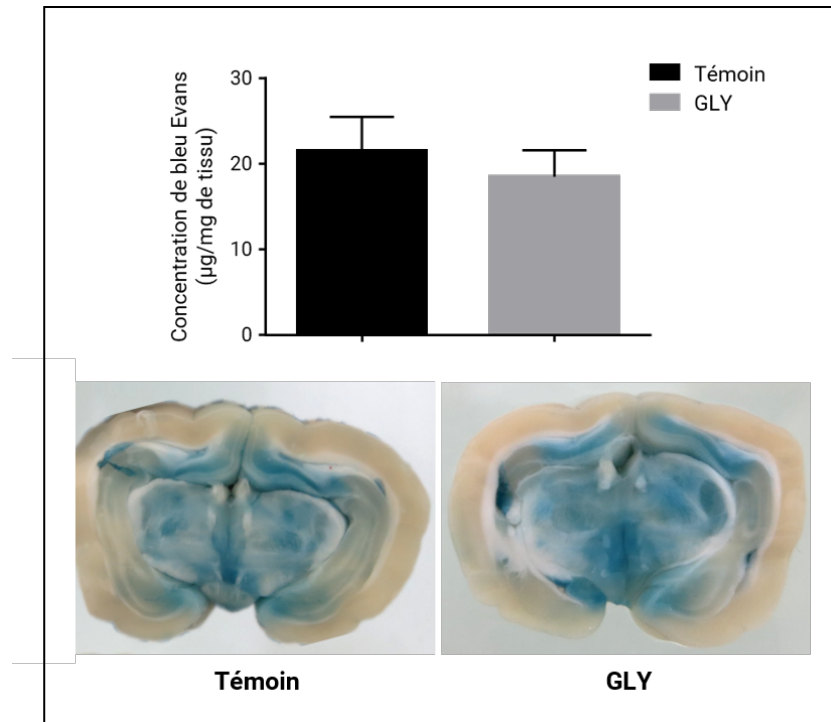 Concentration de bleu Evans
(µg/mg de tissu)
30
20
10
0
Témoin
GLY
Témoin
GLY